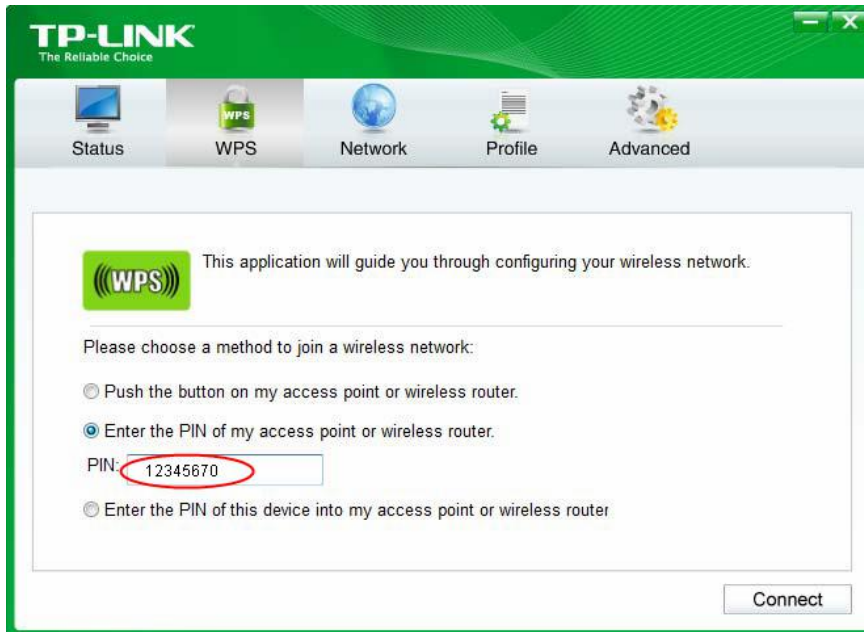 TP-LINK
The Reliable Choice
Status WPS Network Profile Advanced
WPS
This application will guide you through configuring your wireless network.
(((WPS)))
Please choose a method to join a wireless network:
Push the button on my access point or wireless router.
Enter the PIN of my access point or wireless router.
PIN: 12345670
Enter the PIN of this device into my access point or wireless router
Connect